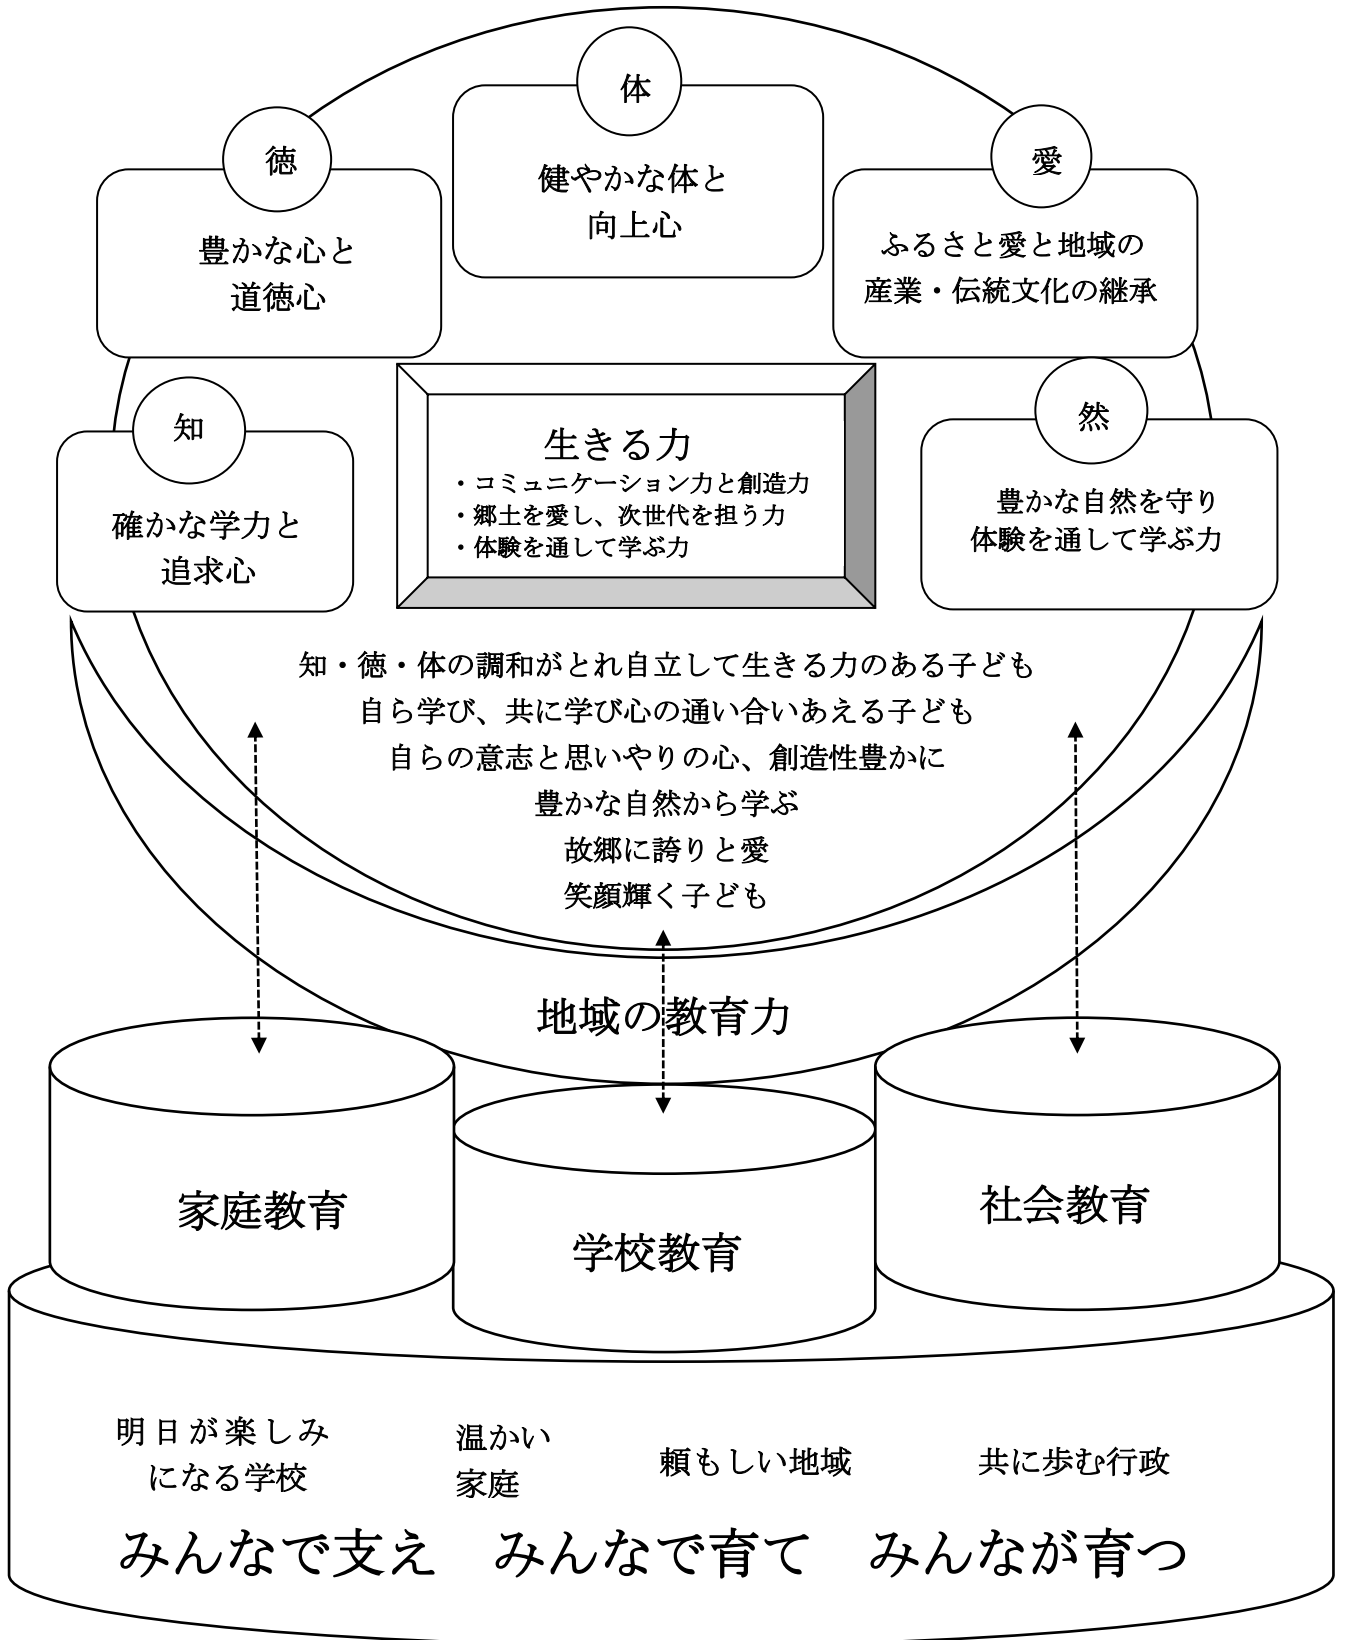 体
健やかな体と
向上心
徳
豊かな心と
道徳心
愛
ふるさと愛と地域の
産業・伝統文化の継承
知
確かな学力と
追求心
生きる力
・コミュニケーション力と創造力
・郷土を愛し、次世代を担う力
・体験を通して学ぶ力
然
豊かな自然を守り
体験を通して学ぶ力
知・徳・体の調和がとれ自立して生きる力のある子ども
自ら学び、共に学び心の通い合いあえる子ども
自らの意志と思いやりの心、創造性豊かに
豊かな自然から学ぶ
故郷に誇りと愛
笑顔輝く子ども
地域の教育力
家庭教育
学校教育
社会教育
明日が楽しみ
になる学校
温かい
家庭
頼もしい地域
共に歩む行政
みんなで支え　みんなで育て　みんなが育つ